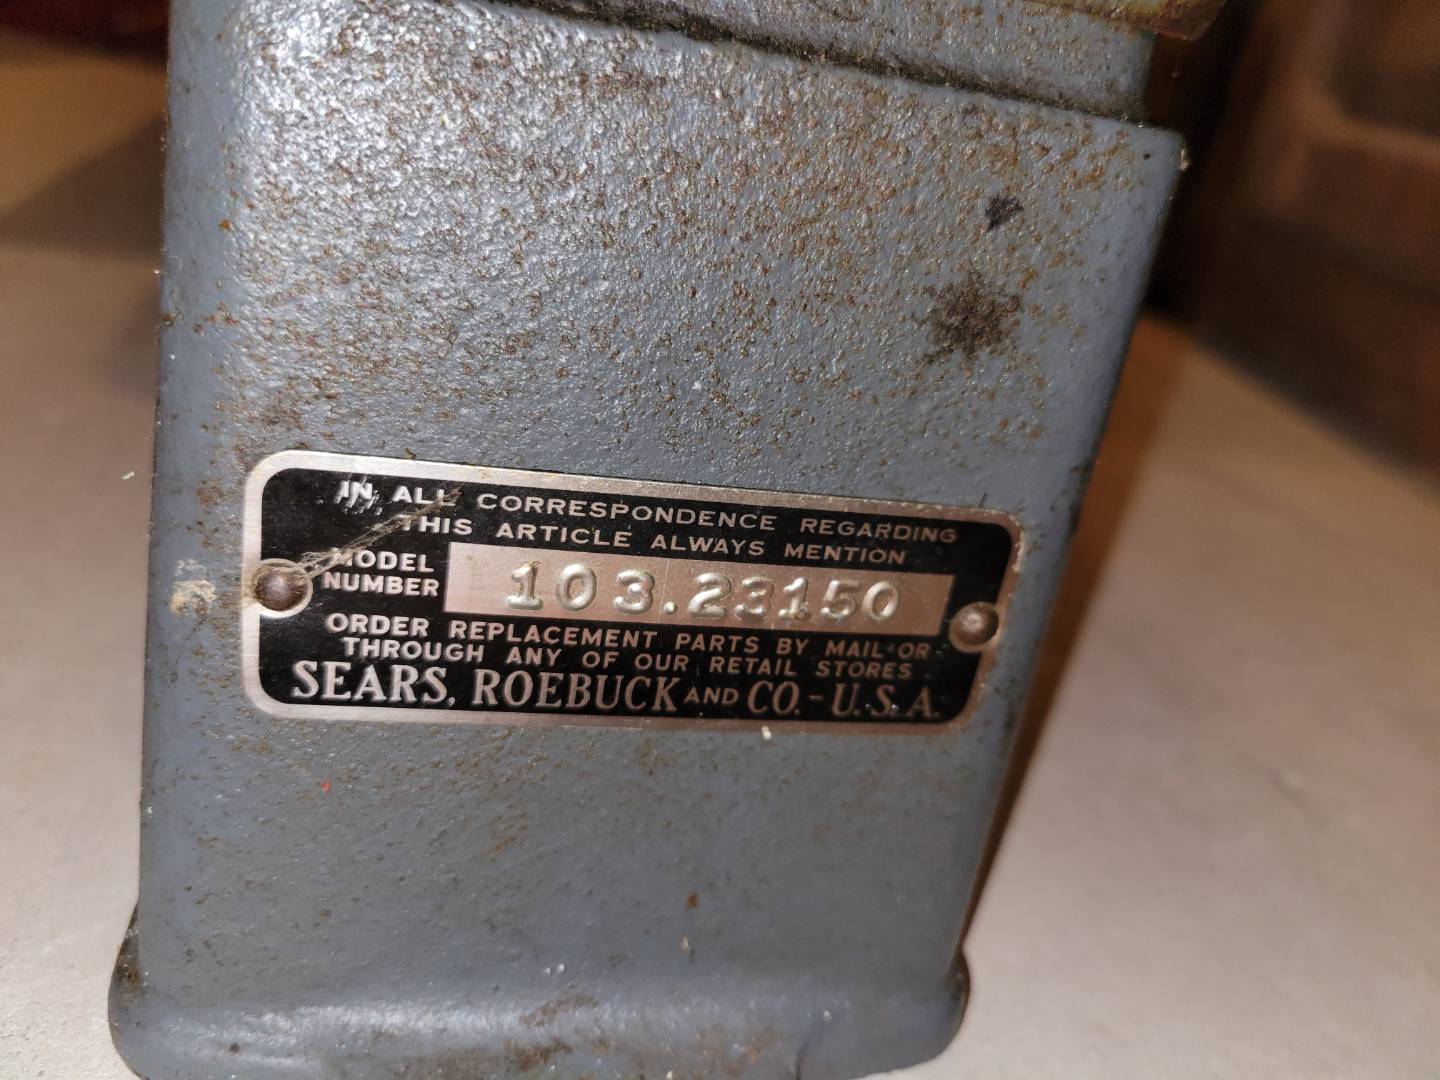 IN ALL CORRESPONDENCE REGARDING
THIS ARTICLE ALWAYS MENTION
MODEL
NUMBER 103.23150
ORDER REPLACEMENT PARTS BY MAIL OR
THROUGH ANY OF OUR RETAIL STORES
SEARS, ROEBUCK AND CO. - U.S.A.